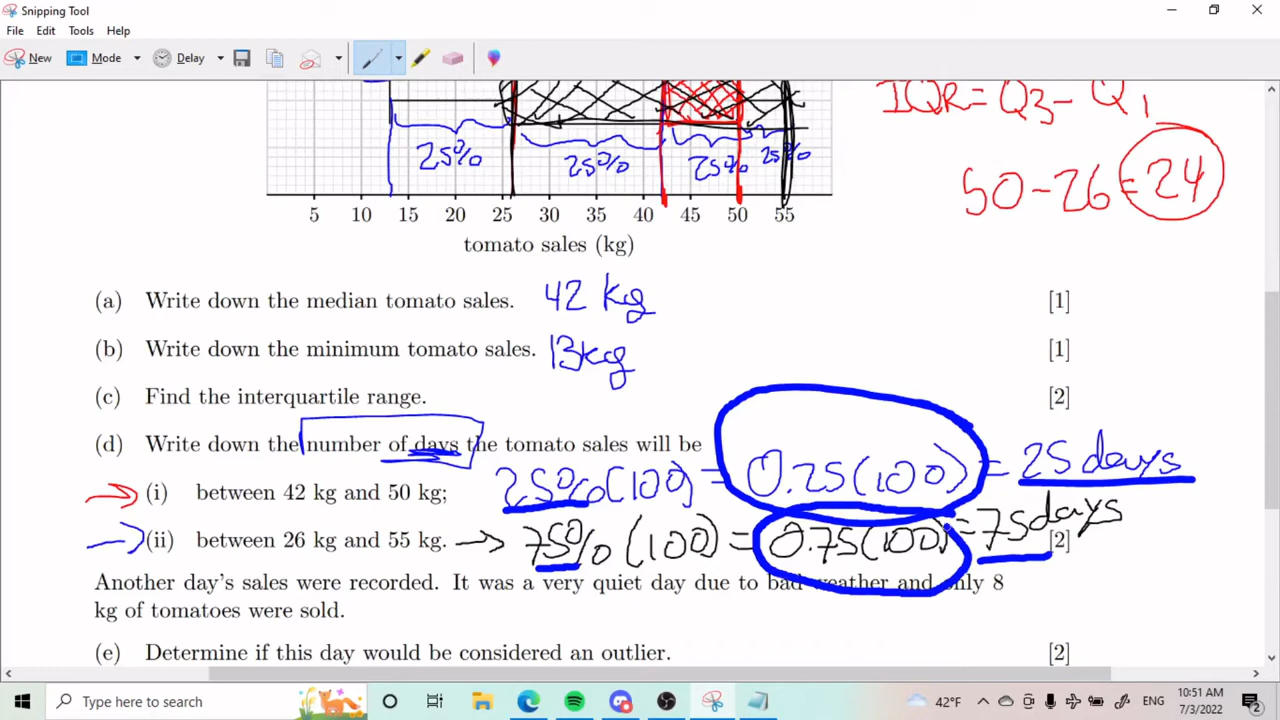 Snipping Tool
File Edit Tools Help
New Mode Delay
IQR = Q3 - Q1
25% 25% 25% 25%
50 - 26 = 24
5 10 15 20 25 30 35 40 45 50 55
tomato sales (kg)
(a) Write down the median tomato sales. 42 kg [1]
(b) Write down the minimum tomato sales. 13kg [1]
(c) Find the interquartile range. [2]
(d) Write down the number of days the tomato sales will be
(i) between 42 kg and 50 kg; 25% (100) = 0.25(100) = 25 days
(ii) between 26 kg and 55 kg. → 75% (100) = 0.75(100) = 75 days [2]
Another day's sales were recorded. It was a very quiet day due to bad weather and only 8
kg of tomatoes were sold.
(e) Determine if this day would be considered an outlier. [2]
Type here to search 42°F ENG 10:51 AM
7/3/2022 2